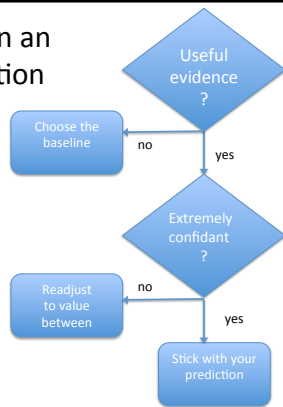 n an
tion
Useful
evidence
?
Choose the
baseline
no
yes
Extremely
confidant
?
Readjust
to value
between
no
yes
Stick with your
prediction